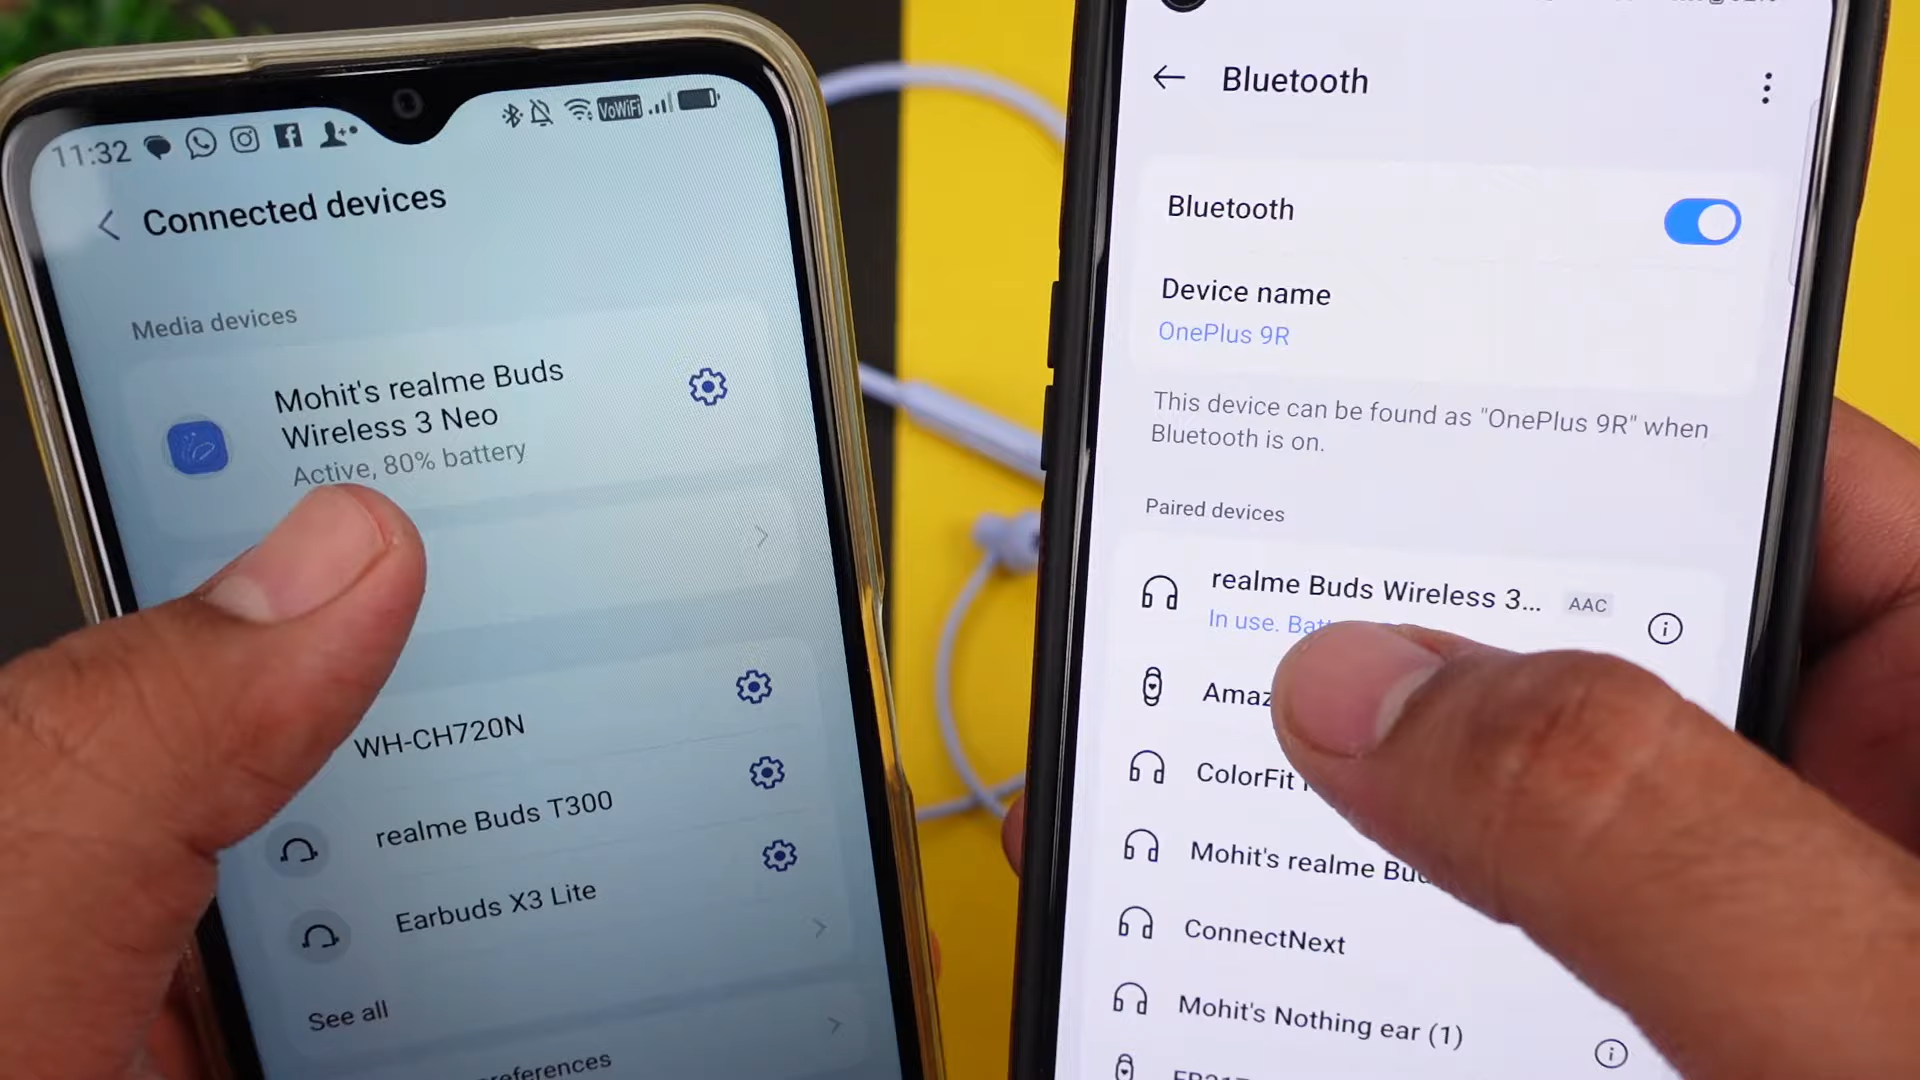 11:32
VoWiFi
Connected devices
Media devices
Mohit's realme Buds
Wireless 3 Neo
Active, 80% battery
WH-CH720N
realme Buds T300
Earbuds X3 Lite
See all
Bluetooth
Bluetooth
Device name
OnePlus 9R
This device can be found as "OnePlus 9R" when
Bluetooth is on.
Paired devices
realme Buds Wireless 3... AAC
In use.
ColorFit
Mohit's realme
ConnectNext
Mohit's Nothing ear (1)